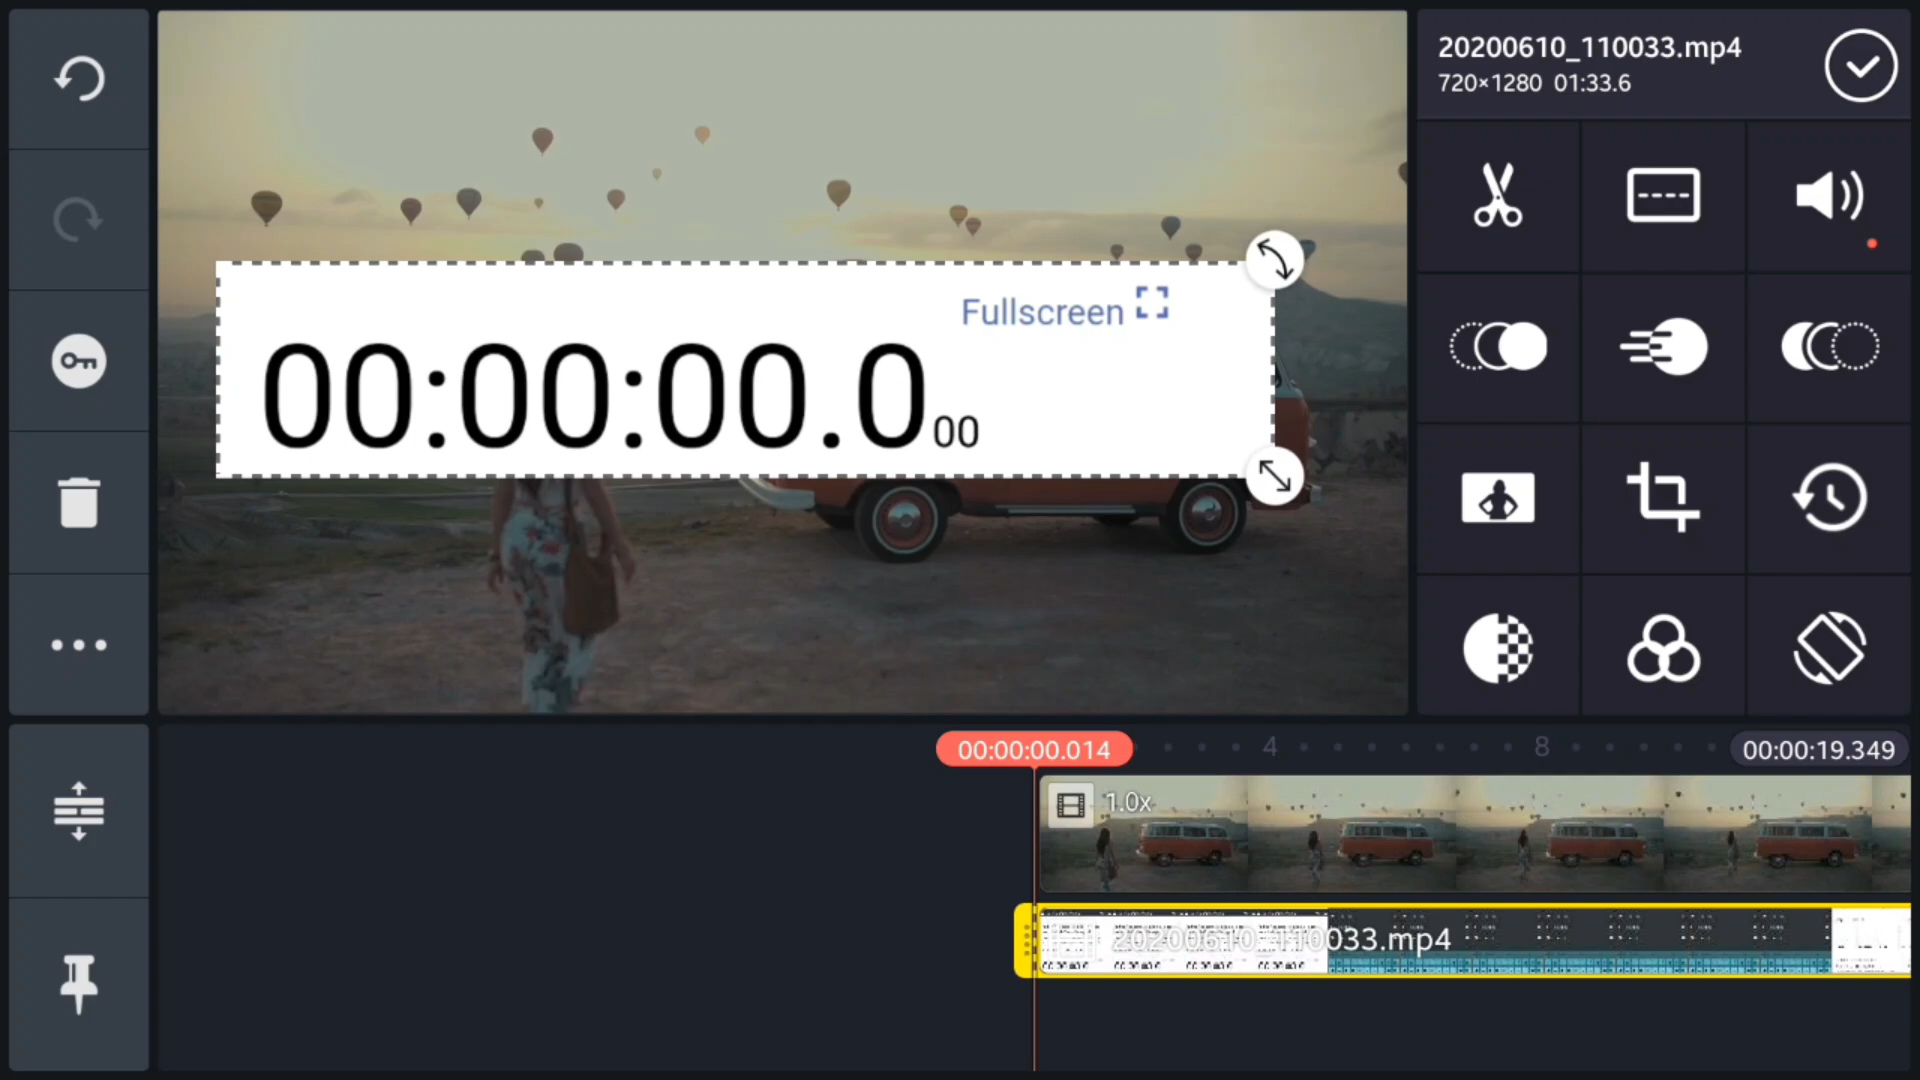 20200610_110033.mp4
720×1280 01:33.6
Fullscreen
00:00:00.0 00
00:00:00.014
4
8
00:00:19.349
1.0x
20200610_110033.mp4